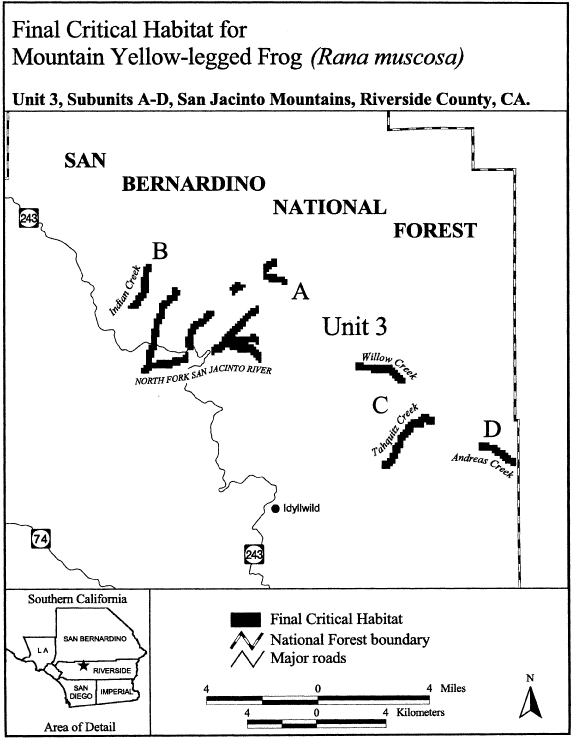 Final Critical Habitat for
Mountain Yellow-legged Frog (Rana muscosa)
Unit 3, Subunits A-D, San Jacinto Mountains, Riverside County, CA.
SAN
BERNARDINO
NATIONAL
FOREST
243
B
Indian Creek
A
Unit 3
Willow Creek
NORTH FORK SAN JACINTO RIVER
C
Tahquitz Creek
D
Andreas Creek
Idyllwild
74
243
Southern California
SAN BERNARDINO
L A
RIVERSIDE
SAN
DIEGO
IMPERIAL
Area of Detail
Final Critical Habitat
National Forest boundary
Major roads
4 0 4 Miles
4 0 4 Kilometers
N